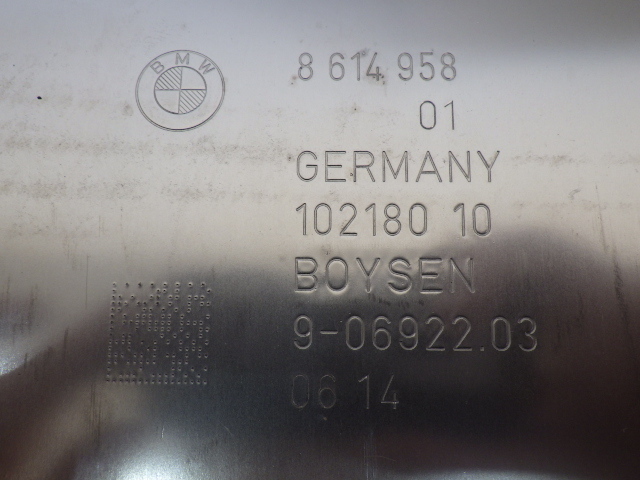 BMW
8 614 958
01
GERMANY
102180 10
BOYSEN
9-06922.03
06 14